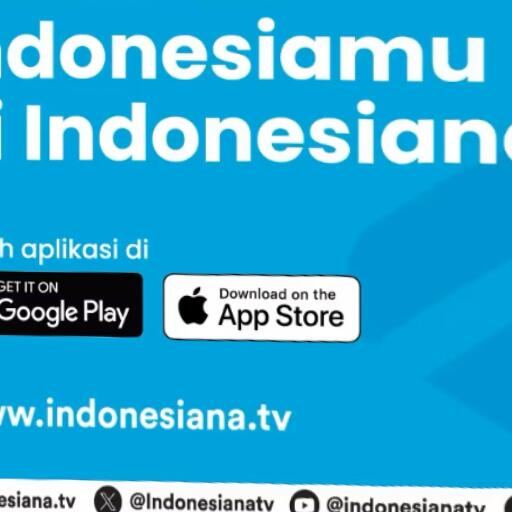 ndonesiamu
i Indonesiana
h aplikasi di
GET IT ON
Google Play
Download on the
App Store
ww.indonesiana.tv
esiana.tv @Indonesianatv @indonesianatv